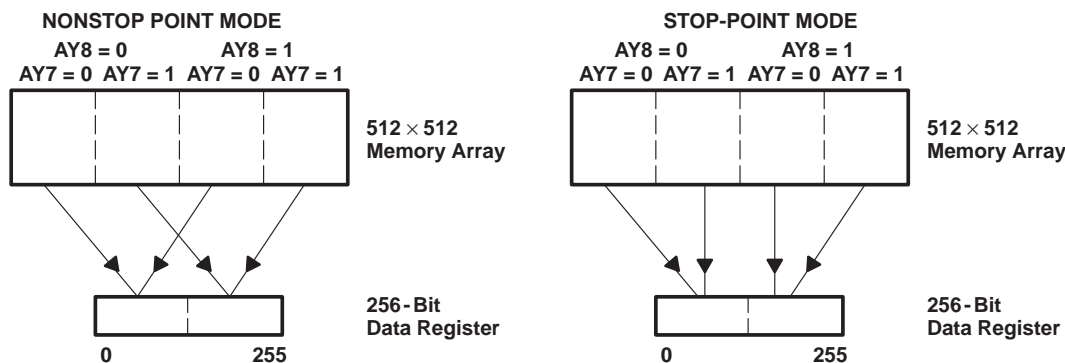 NONSTOP POINT MODE
AY8 = 0 AY8 = 1
AY7 = 0 AY7 = 1 AY7 = 0 AY7 = 1
512 × 512
Memory Array
256-Bit
Data Register
0 255
STOP-POINT MODE
AY8 = 0 AY8 = 1
AY7 = 0 AY7 = 1 AY7 = 0 AY7 = 1
512 × 512
Memory Array
256-Bit
Data Register
0 255